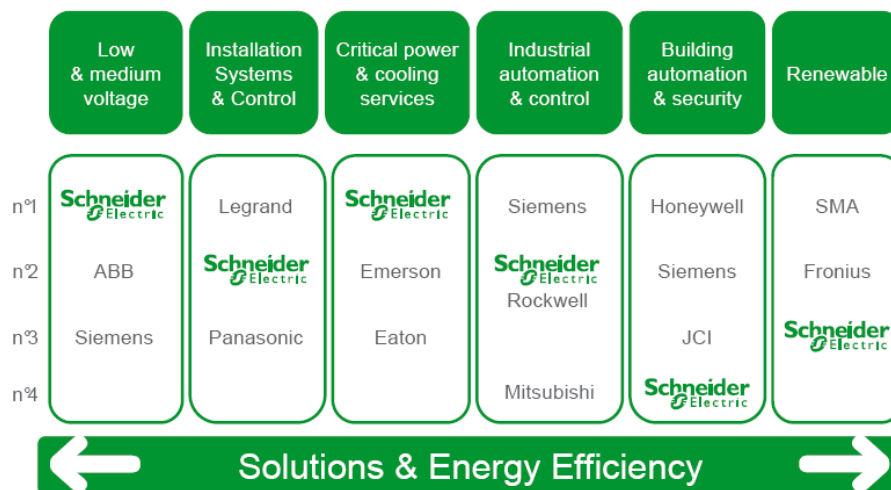 Low
& medium
voltage
Installation
Systems
& Control
Critical power
& cooling
services
Industrial
automation
& control
Building
automation
& security
Renewable
n°1
Schneider
Electric
Legrand
Schneider
Electric
Siemens
Honeywell
SMA
n°2
ABB
Schneider
Electric
Emerson
Schneider
Electric
Rockwell
Siemens
Fronius
n°3
Siemens
Panasonic
Eaton
JCI
Schneider
Electric
n°4
Mitsubishi
Schneider
Electric
Solutions & Energy Efficiency